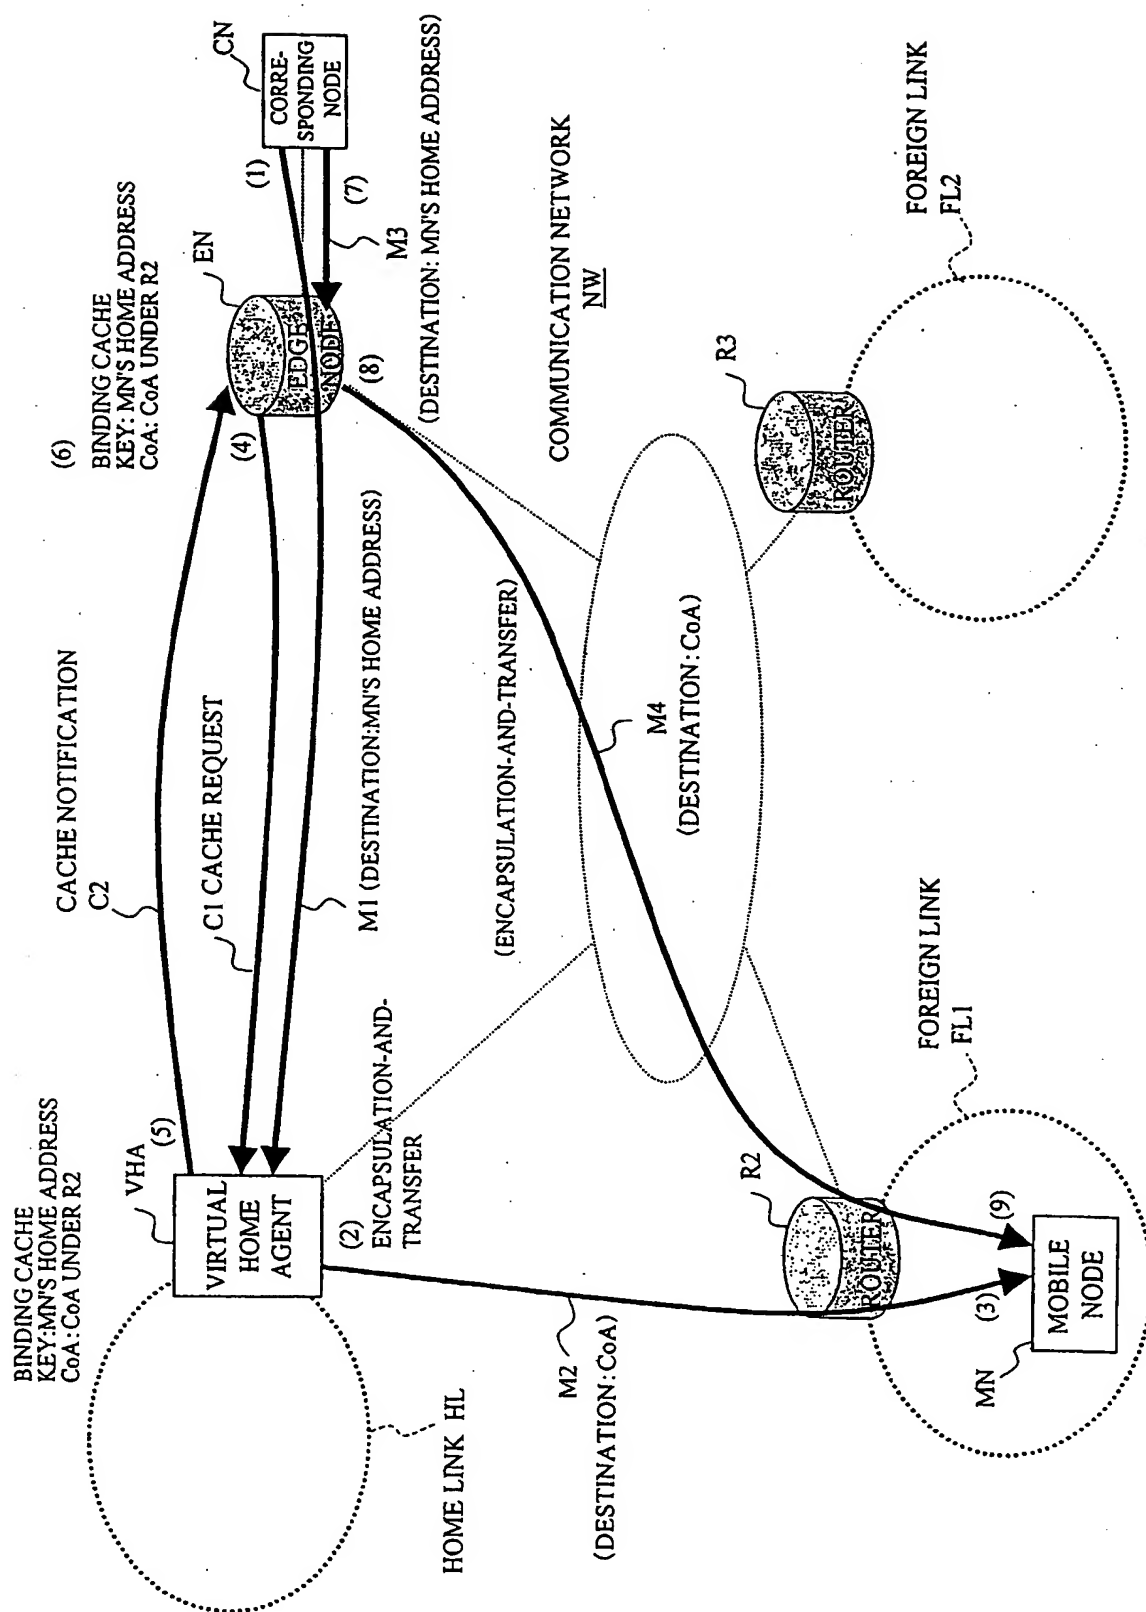 BINDING CACHE
KEY:MN'S HOME ADDRESS
CoA:CoA UNDER R2
VHA
(5)
VIRTUAL
HOME
AGENT
(2)
ENCAPSULATION-AND-
TRANSFER
HOME LINK HL
CACHE NOTIFICATION
C2
C1 CACHE REQUEST
M1 (DESTINATION:MN'S HOME ADDRESS)
(6)
BINDING CACHE
KEY: MN'S HOME ADDRESS
CoA: CoA UNDER R2
EN
(4)
EDGE
NODE
(8)
CN
CORRE-
SPONDING
NODE
(1)
(7)
M3
(DESTINATION: MN'S HOME ADDRESS)
(ENCAPSULATION-AND-TRANSFER)
COMMUNICATION NETWORK
NW
M4
(DESTINATION:CoA)
M2
(DESTINATION:CoA)
R2
ROUTER
R3
ROUTER
FOREIGN LINK
FL1
FOREIGN LINK
FL2
(3)
(9)
MN
MOBILE
NODE